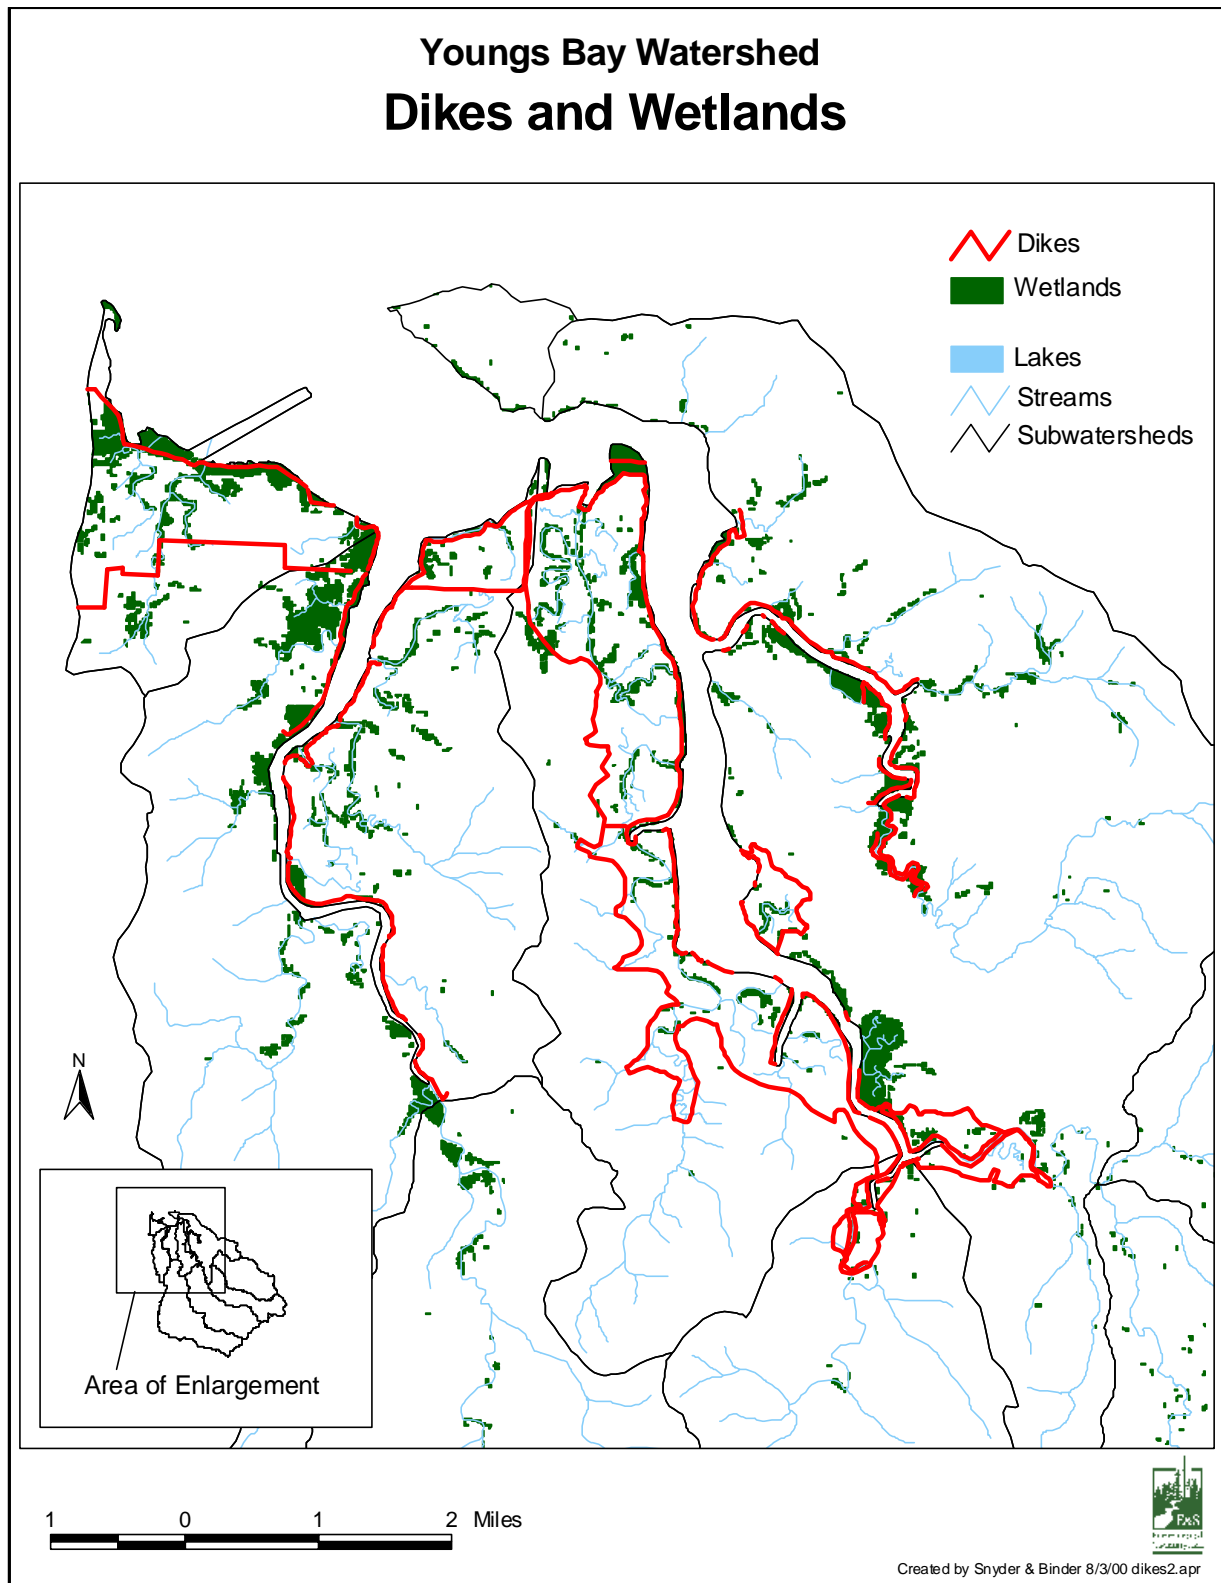 Youngs Bay Watershed
Dikes and Wetlands
Dikes
Wetlands
Lakes
Streams
Subwatersheds
N
Area of Enlargement
1 0 1 2 Miles
E&S
Created by Snyder & Binder 8/3/00 dikes2.apr